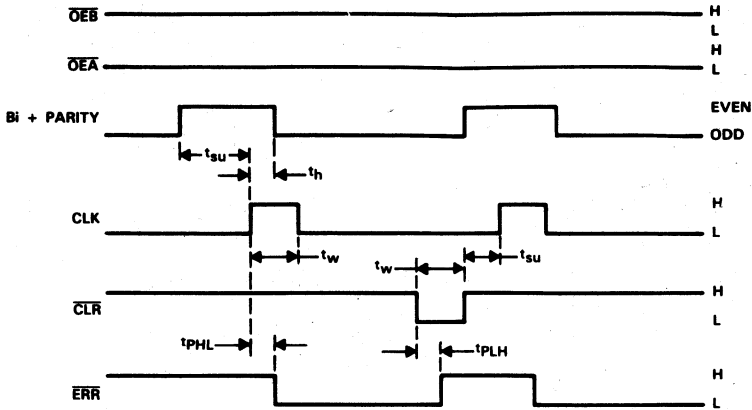 OEB H
L
OEA H
L
Bi + PARITY EVEN
ODD
tsu
th
CLK H
L
tw
tw
tsu
CLR H
L
tPHL
tPLH
ERR H
L